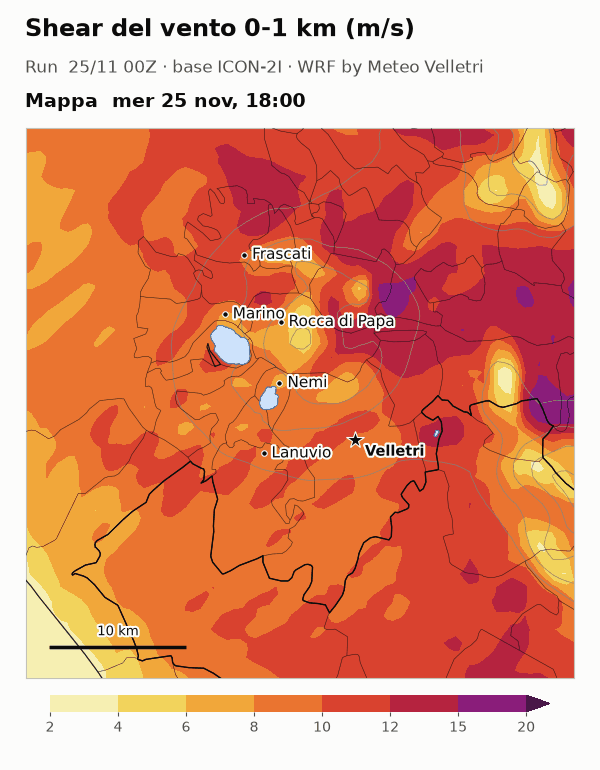 Shear del vento 0-1 km (m/s)
Run  25/11 00Z · base ICON-2I · WRF by Meteo Velletri
Mappa  mer 25 nov, 18:00
Frascati
Marino
Rocca di Papa
Nemi
Velletri
Lanuvio
10 km
2 4 6 8 10 12 15 20